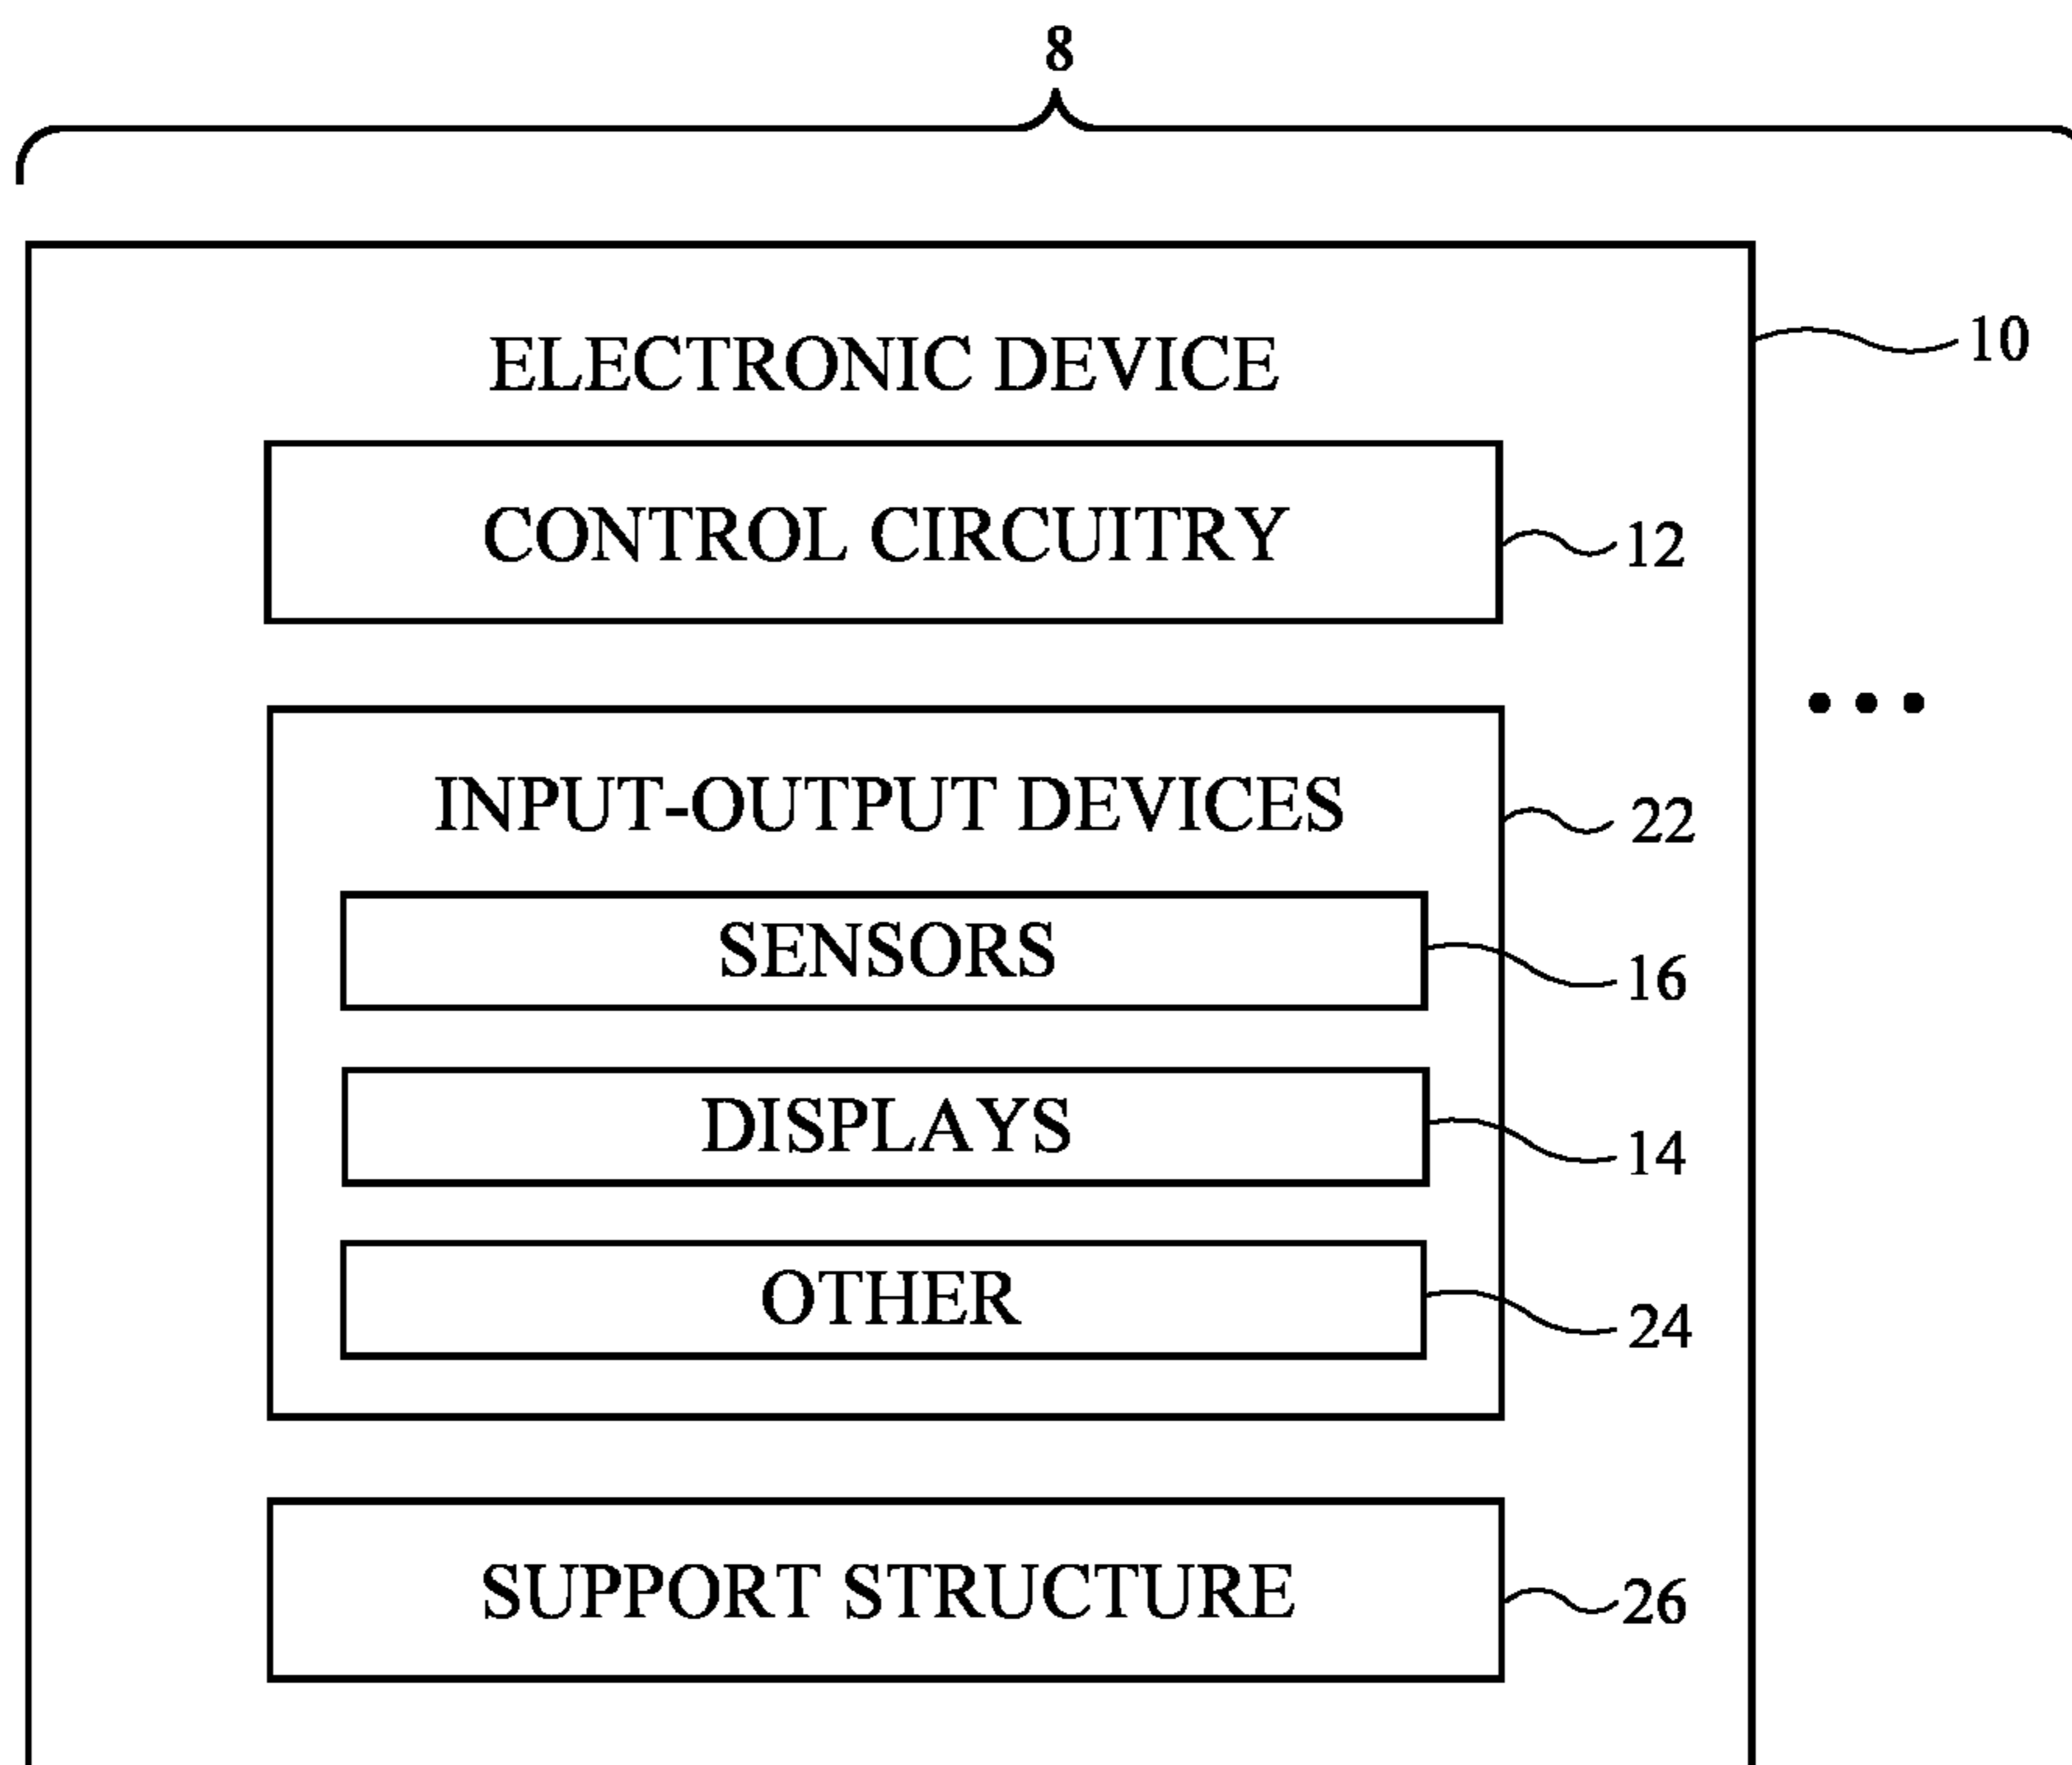 8
ELECTRONIC DEVICE
10
CONTROL CIRCUITRY
12
INPUT-OUTPUT DEVICES
22
SENSORS
16
DISPLAYS
14
OTHER
24
SUPPORT STRUCTURE
26